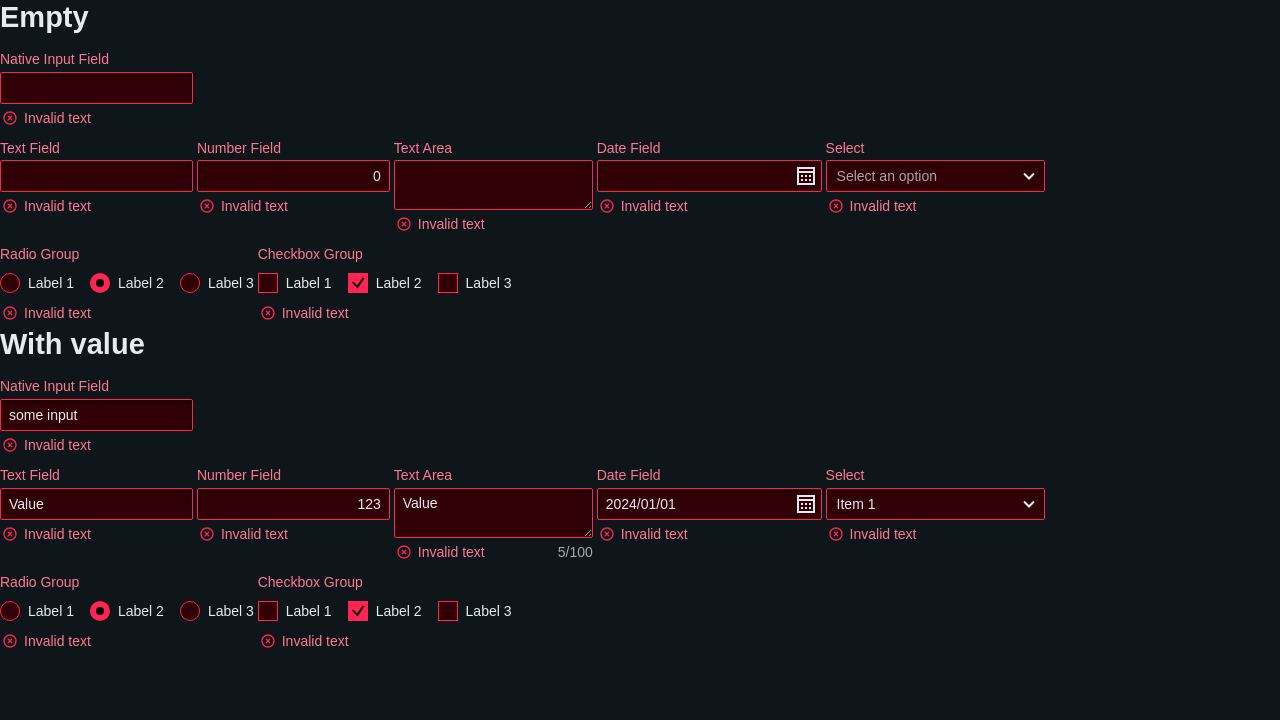 Empty
Native Input Field
Invalid text
Text Field Number Field Text Area Date Field Select
0 Select an option
Invalid text Invalid text Invalid text Invalid text
Invalid text
Radio Group Checkbox Group
Label 1 Label 2 Label 3 Label 1 Label 2 Label 3
Invalid text Invalid text
With value
Native Input Field
some input
Invalid text
Text Field Number Field Text Area Date Field Select
Value 123 Value 2024/01/01 Item 1
Invalid text Invalid text Invalid text Invalid text
Invalid text 5/100
Radio Group Checkbox Group
Label 1 Label 2 Label 3 Label 1 Label 2 Label 3
Invalid text Invalid text